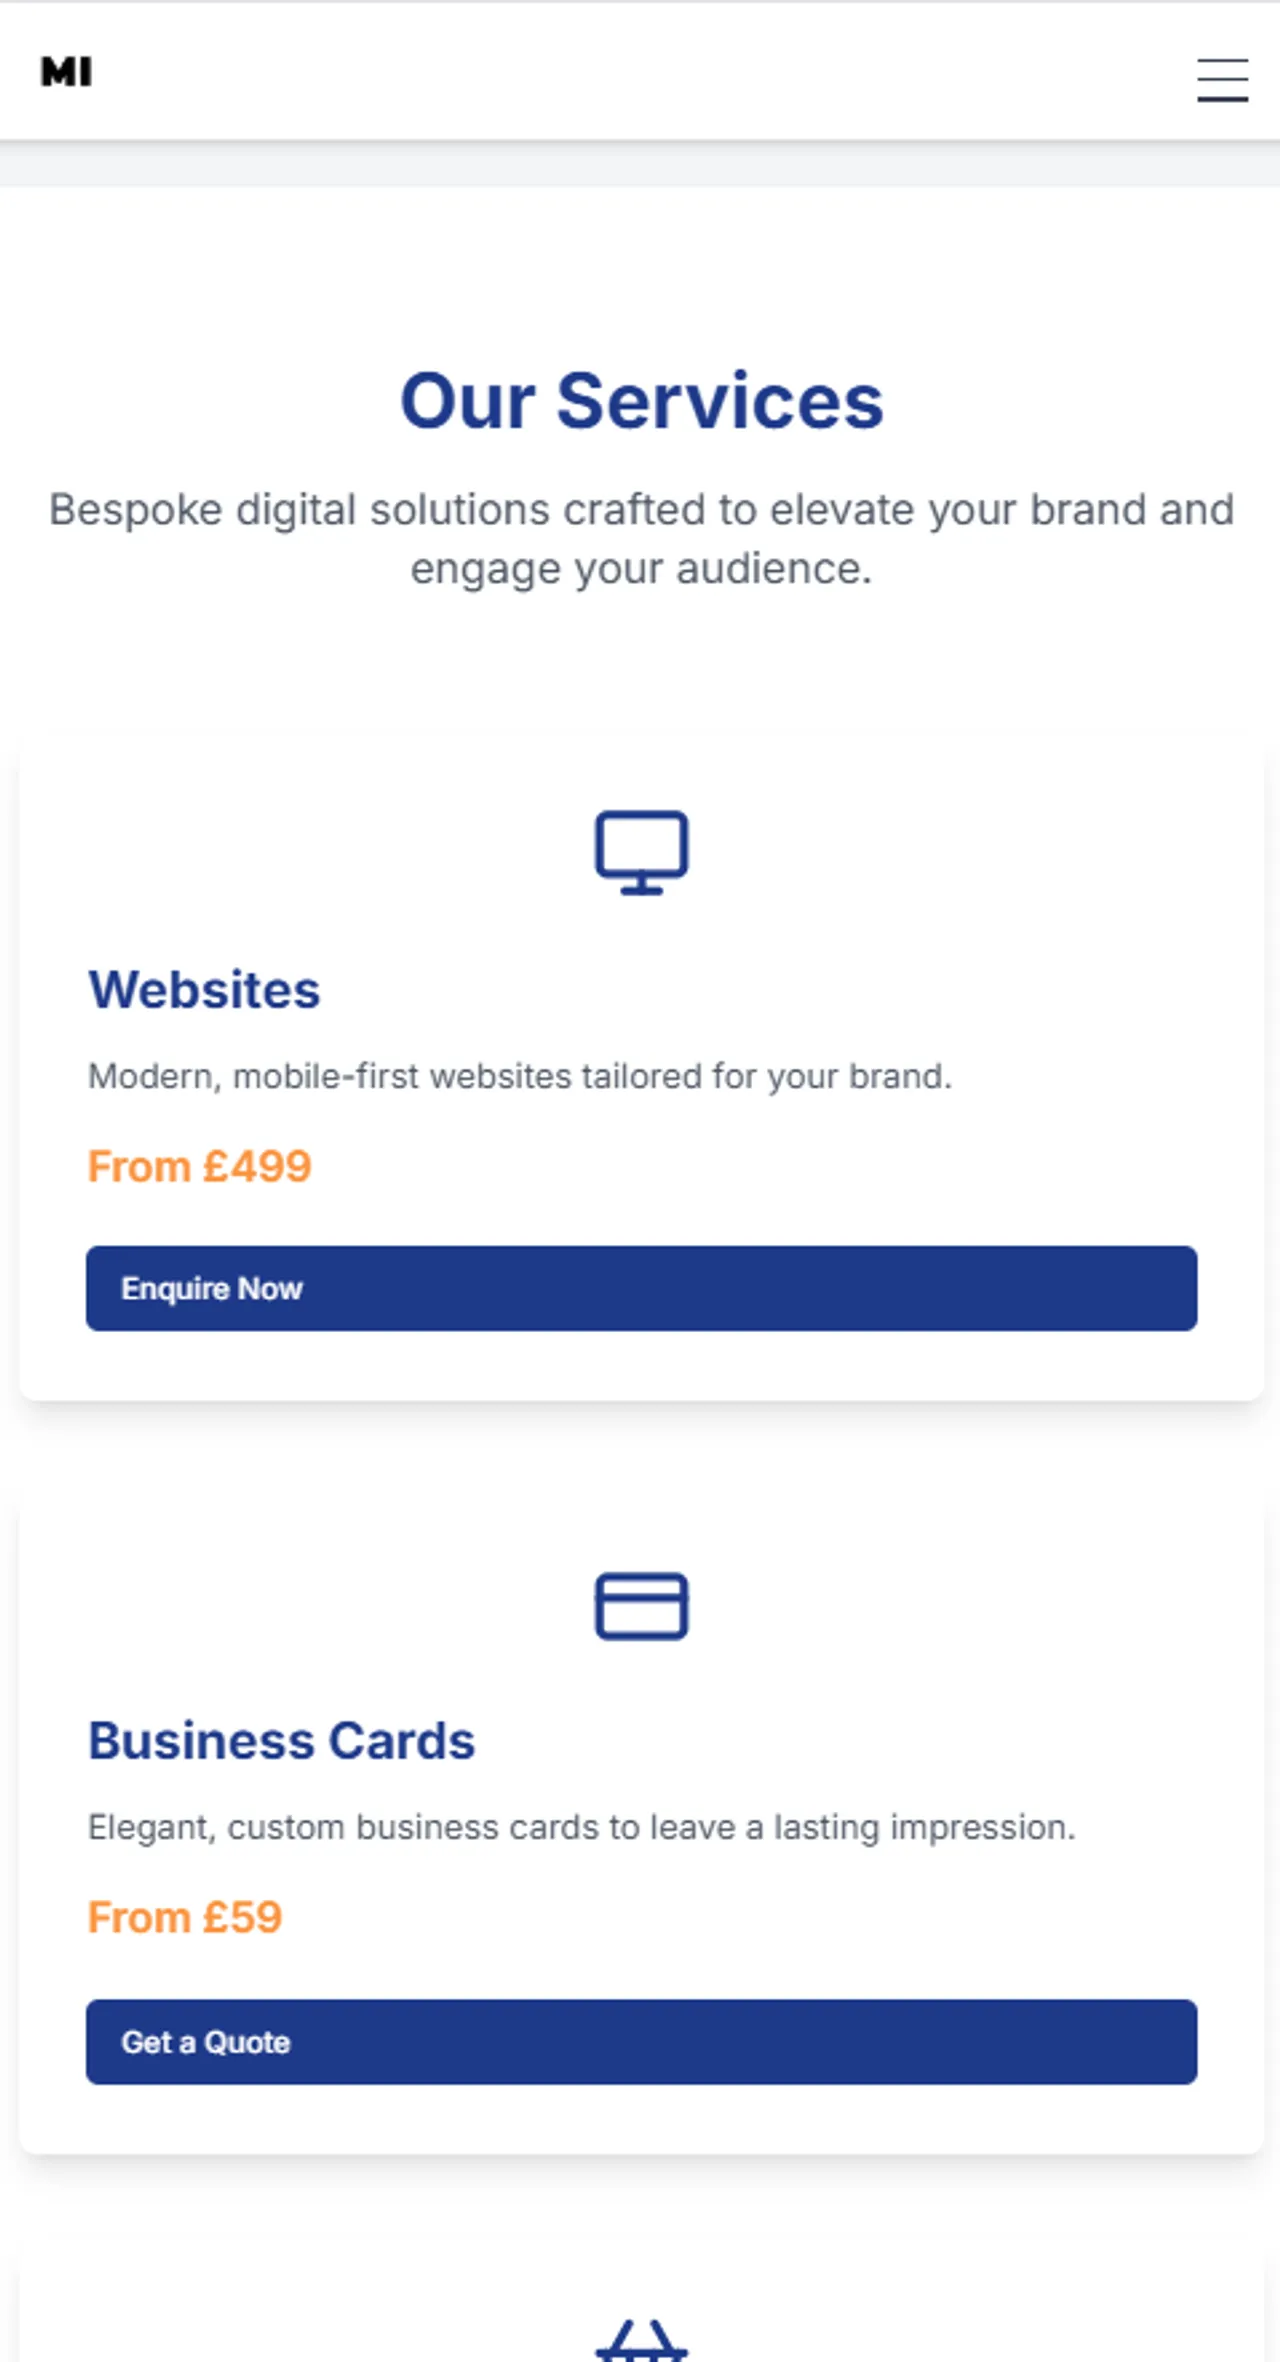 MI
Our Services
Bespoke digital solutions crafted to elevate your brand and
engage your audience.
Websites
Modern, mobile-first websites tailored for your brand.
From £499
Enquire Now
Business Cards
Elegant, custom business cards to leave a lasting impression.
From £59
Get a Quote